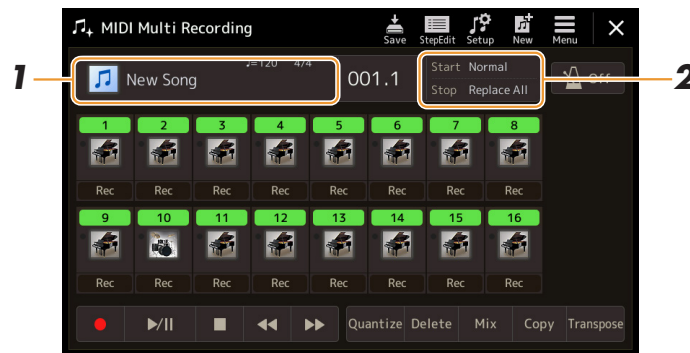 MIDI Multi Recording
Save StepEdit Setup New Menu
1 New Song ♩=120 4/4 001.1 Start Normal Off 2
Stop Replace All
1 2 3 4 5 6 7 8
Rec Rec Rec Rec Rec Rec Rec Rec
9 10 11 12 13 14 15 16
Rec Rec Rec Rec Rec Rec Rec Rec
Quantize Delete Mix Copy Transpose